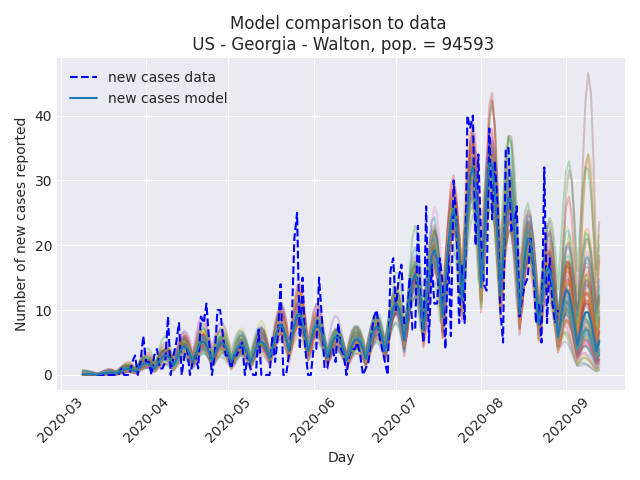 Model comparison to data
US - Georgia - Walton, pop. = 94593
new cases data
new cases model
Number of new cases reported
40
30
20
10
0
2020-03
2020-04
2020-05
2020-06
2020-07
2020-08
2020-09
Day